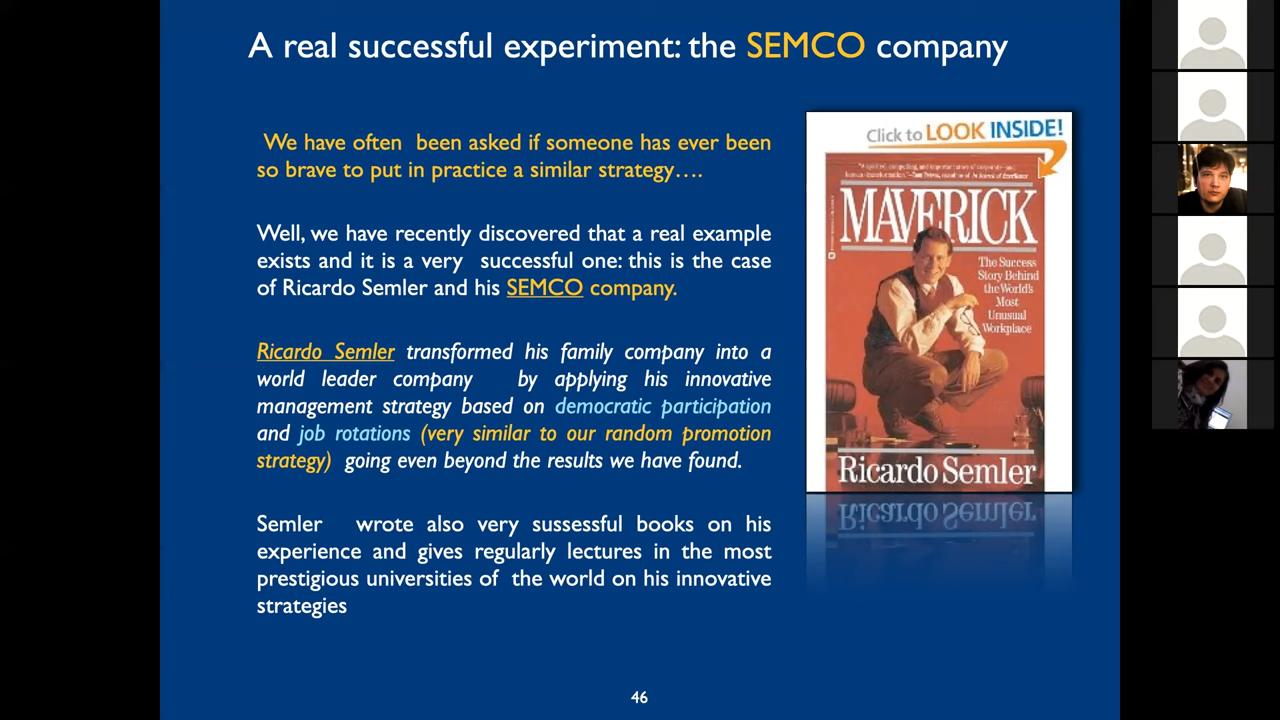 A real successful experiment: the SEMCO company
We have often been asked if someone has ever been
so brave to put in practice a similar strategy….
Well, we have recently discovered that a real example
exists and it is a very successful one: this is the case
of Ricardo Semler and his SEMCO company.
Ricardo Semler transformed his family company into a
world leader company by applying his innovative
management strategy based on democratic participation
and job rotations (very similar to our random promotion
strategy) going even beyond the results we have found.
Semler wrote also very sussessful books on his
experience and gives regularly lectures in the most
prestigious universities of the world on his innovative
strategies
Click to LOOK INSIDE!
MAVERICK
The Success
Story Behind
the World's
Most
Unusual
Workplace
Ricardo Semler
46